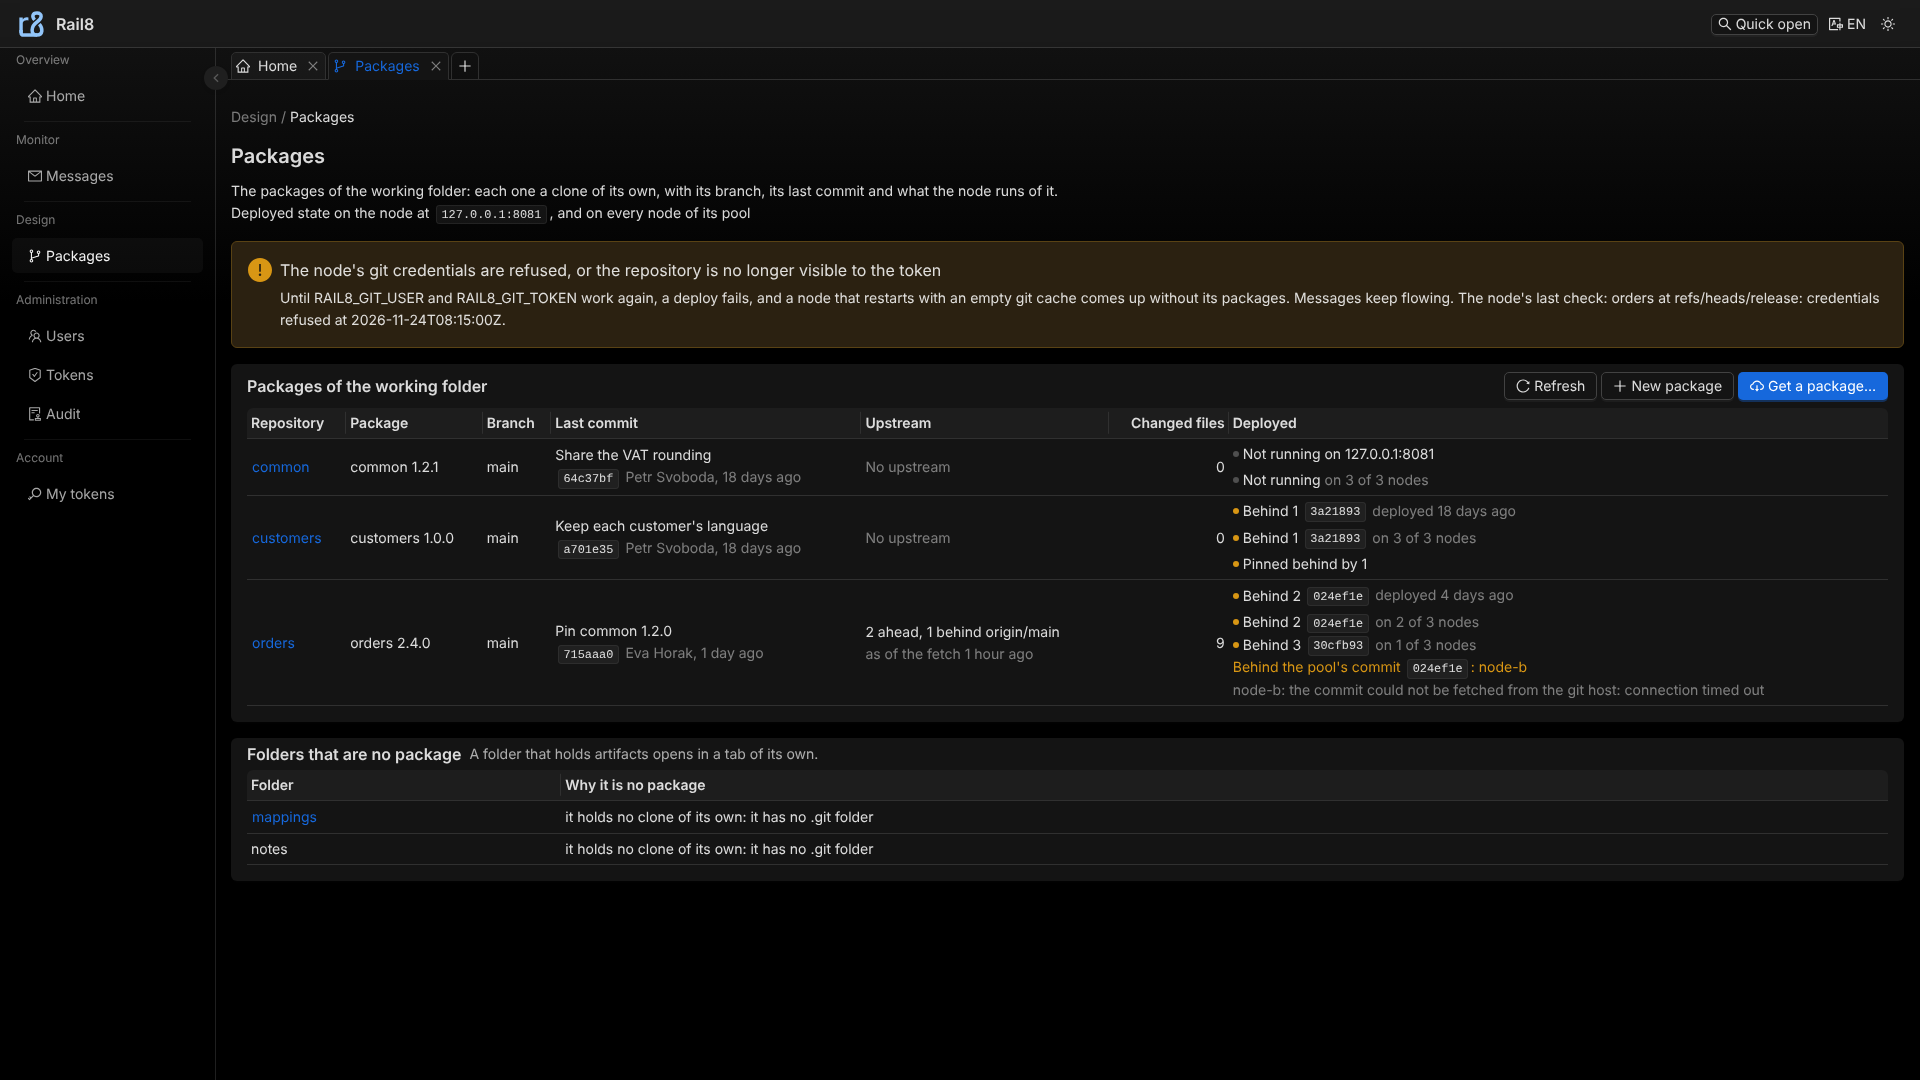 Rail8
Quick open
EN
Overview
Home
Monitor
Messages
Design
Packages
Administration
Users
Tokens
Audit
Account
My tokens
Home
Packages
Design / Packages
Packages
The packages of the working folder: each one a clone of its own, with its branch, its last commit and what the node runs of it.
Deployed state on the node at 127.0.0.1:8081, and on every node of its pool
The node's git credentials are refused, or the repository is no longer visible to the token
Until RAIL8_GIT_USER and RAIL8_GIT_TOKEN work again, a deploy fails, and a node that restarts with an empty git cache comes up without its packages. Messages keep flowing. The node's last check: orders at refs/heads/release: credentials
refused at 2026-11-24T08:15:00Z.
Packages of the working folder
Refresh
New package
Get a package...
Repository Package Branch Last commit Upstream Changed files Deployed
common common 1.2.1 main Share the VAT rounding No upstream 0 Not running on 127.0.0.1:8081
64c37bf Petr Svoboda, 18 days ago Not running on 3 of 3 nodes
customers customers 1.0.0 main Keep each customer's language No upstream 0 Behind 1 3a21893 deployed 18 days ago
a701e35 Petr Svoboda, 18 days ago Behind 1 3a21893 on 3 of 3 nodes
Pinned behind by 1
orders orders 2.4.0 main Pin common 1.2.0 2 ahead, 1 behind origin/main 9 Behind 2 024ef1e deployed 4 days ago
715aaa0 Eva Horak, 1 day ago as of the fetch 1 hour ago Behind 2 024ef1e on 2 of 3 nodes
Behind 3 30cfb93 on 1 of 3 nodes
Behind the pool's commit 024ef1e : node-b
node-b: the commit could not be fetched from the git host: connection timed out
Folders that are no package A folder that holds artifacts opens in a tab of its own.
Folder Why it is no package
mappings it holds no clone of its own: it has no .git folder
notes it holds no clone of its own: it has no .git folder